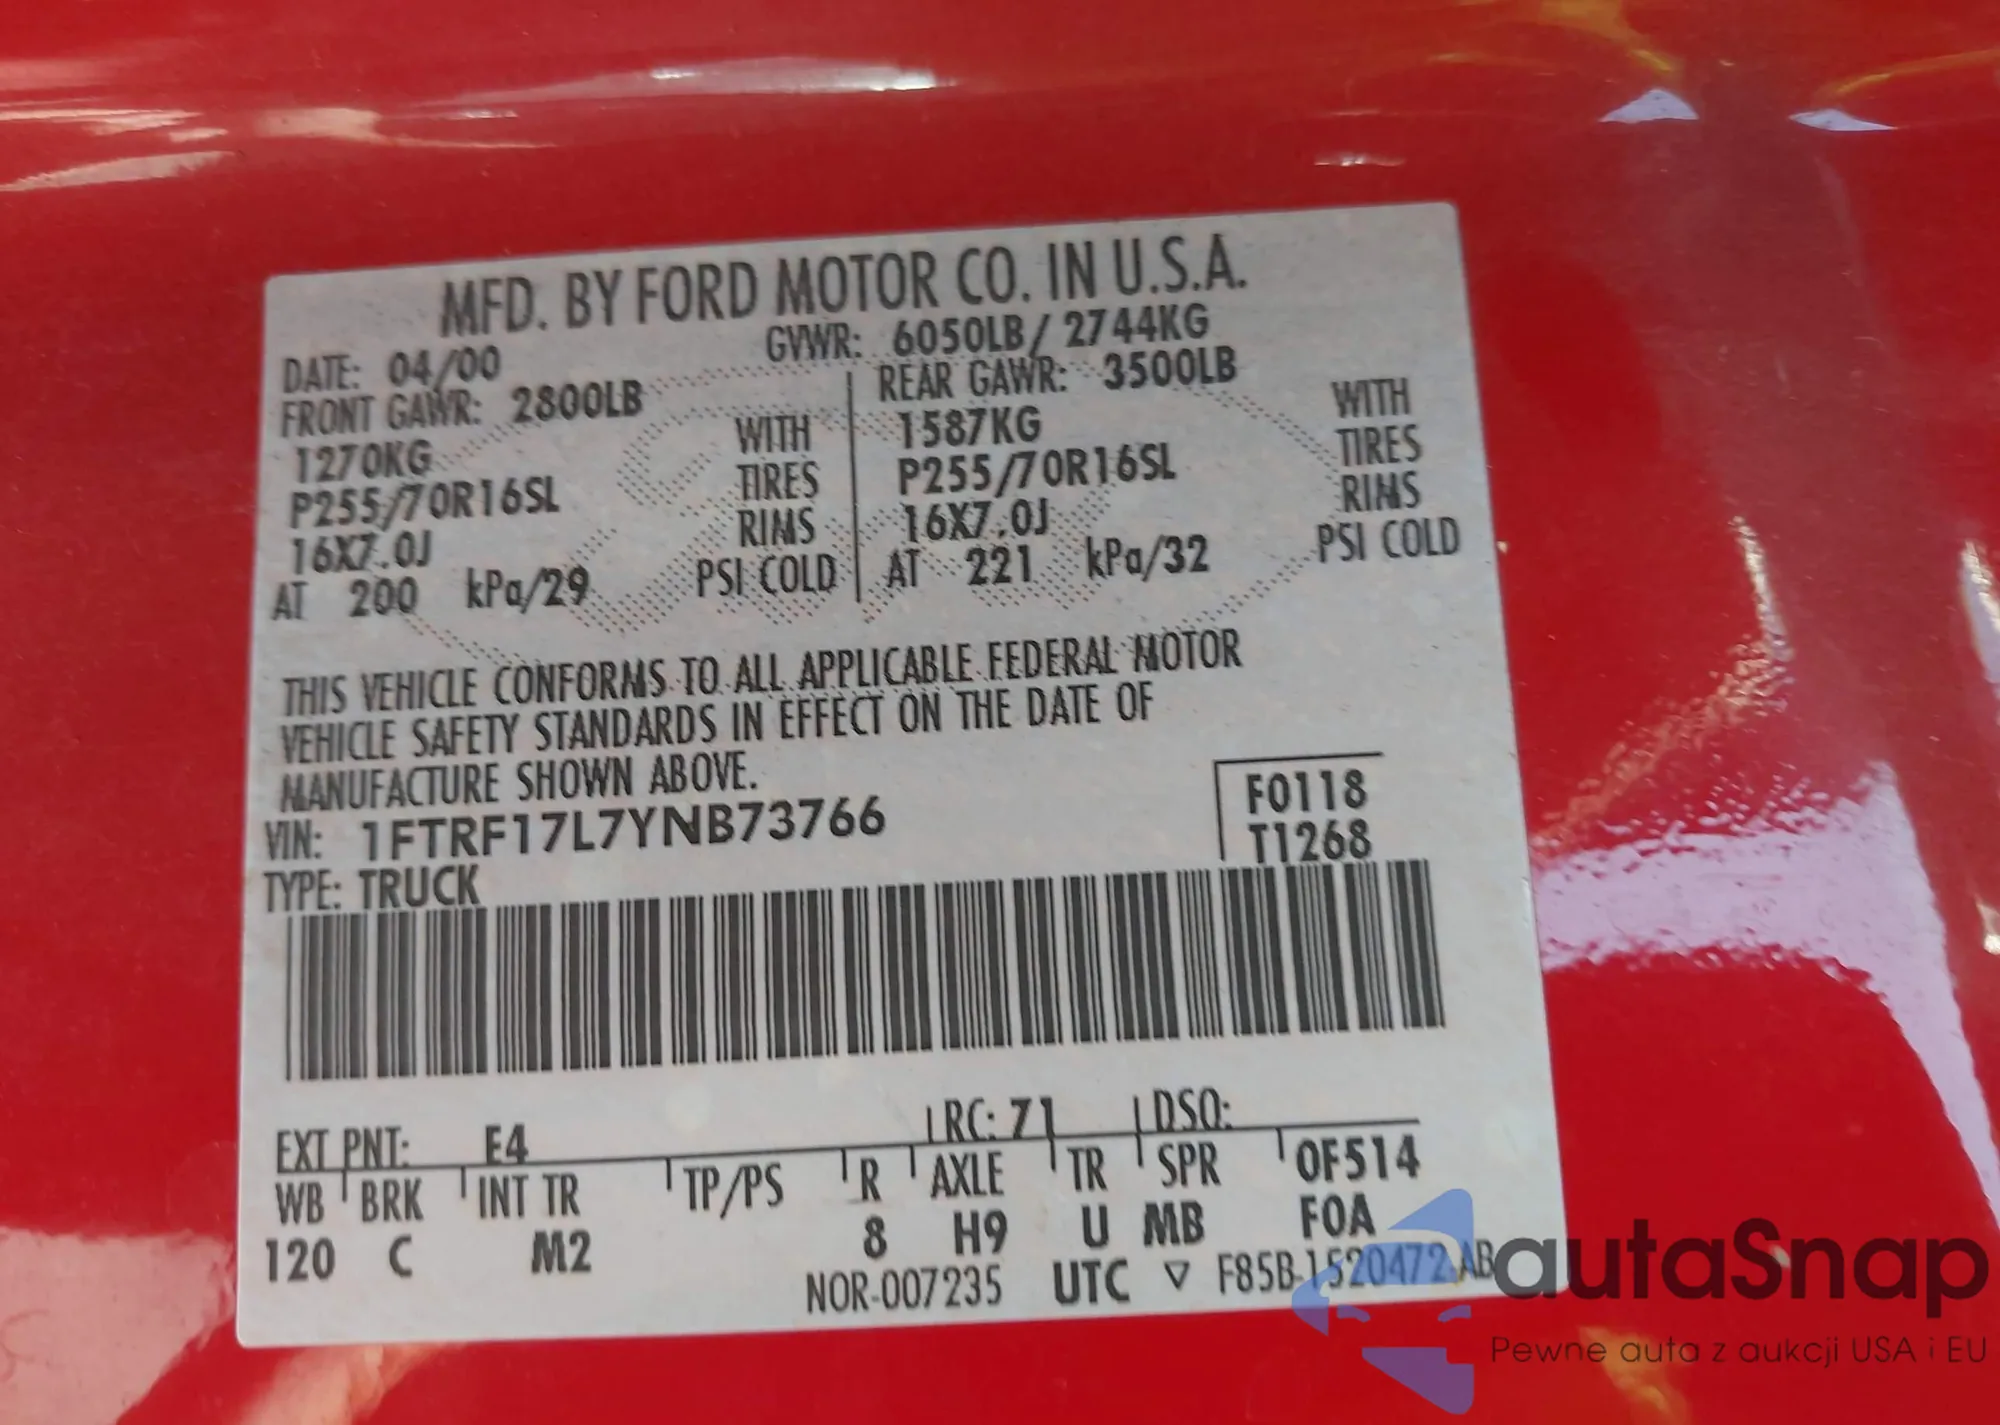 MFD. BY FORD MOTOR CO. IN U.S.A.
DATE: 04/00 GVWR: 6050LB/ 2744KG
FRONT GAWR: 2800LB REAR GAWR: 3500LB
1270KG WITH 1587KG WITH
P255/70R16SL TIRES P255/70R16SL TIRES
16X7.0J RIMS 16X7.0J RIMS
AT 200 kPa/29 PSI COLD AT 221 kPa/32 PSI COLD
THIS VEHICLE CONFORMS TO ALL APPLICABLE FEDERAL MOTOR
VEHICLE SAFETY STANDARDS IN EFFECT ON THE DATE OF
MANUFACTURE SHOWN ABOVE.
VIN: 1FTRF17L7YNB73766
TYPE: TRUCK
F0118
T1268
EXT PNT: E4 RC: 71 DSO:
WB BRK INT TR TP/PS R AXLE TR SPR OF514
120 C M2 8 H9 U MB FOA
NOR-007235 UTC ▽ F85B-1520472-AB
autaSnap
Pewne auta z aukcji USA i EU